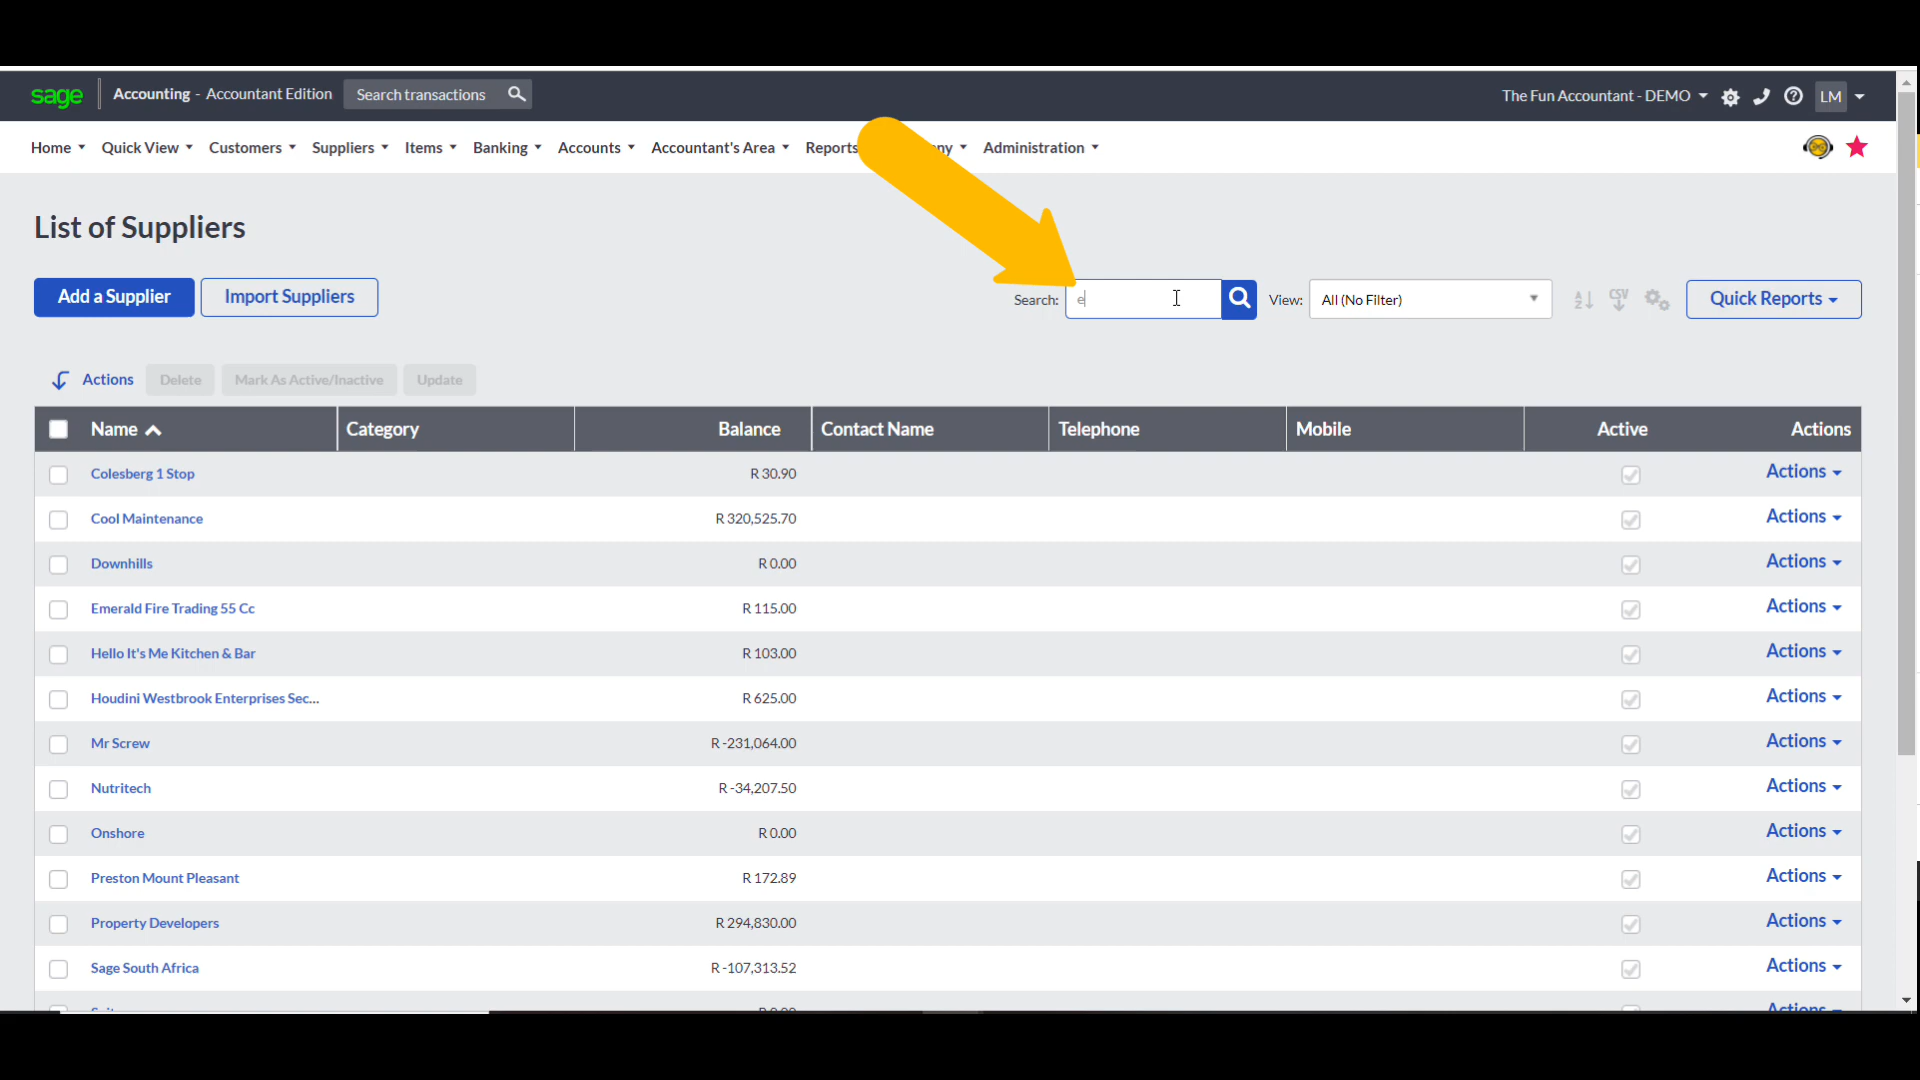 sage Accounting - Accountant Edition Search transactions The Fun Accountant - DEMO LM
Home Quick View Customers Suppliers Items Banking Accounts Accountant's Area Reports Administration
List of Suppliers
Add a Supplier Import Suppliers Search: e View: All (No Filter) CSV Quick Reports
Actions Delete Mark As Active/Inactive Update
Name Category Balance Contact Name Telephone Mobile Active Actions
Colesberg 1 Stop R 30.90 Actions
Cool Maintenance R 320,525.70 Actions
Downhills R 0.00 Actions
Emerald Fire Trading 55 Cc R 115.00 Actions
Hello It's Me Kitchen & Bar R 103.00 Actions
Houdini Westbrook Enterprises Sec... R 625.00 Actions
Mr Screw R -231,064.00 Actions
Nutritech R -34,207.50 Actions
Onshore R 0.00 Actions
Preston Mount Pleasant R 172.89 Actions
Property Developers R 294,830.00 Actions
Sage South Africa R -107,313.52 Actions
R 0.00 Actions